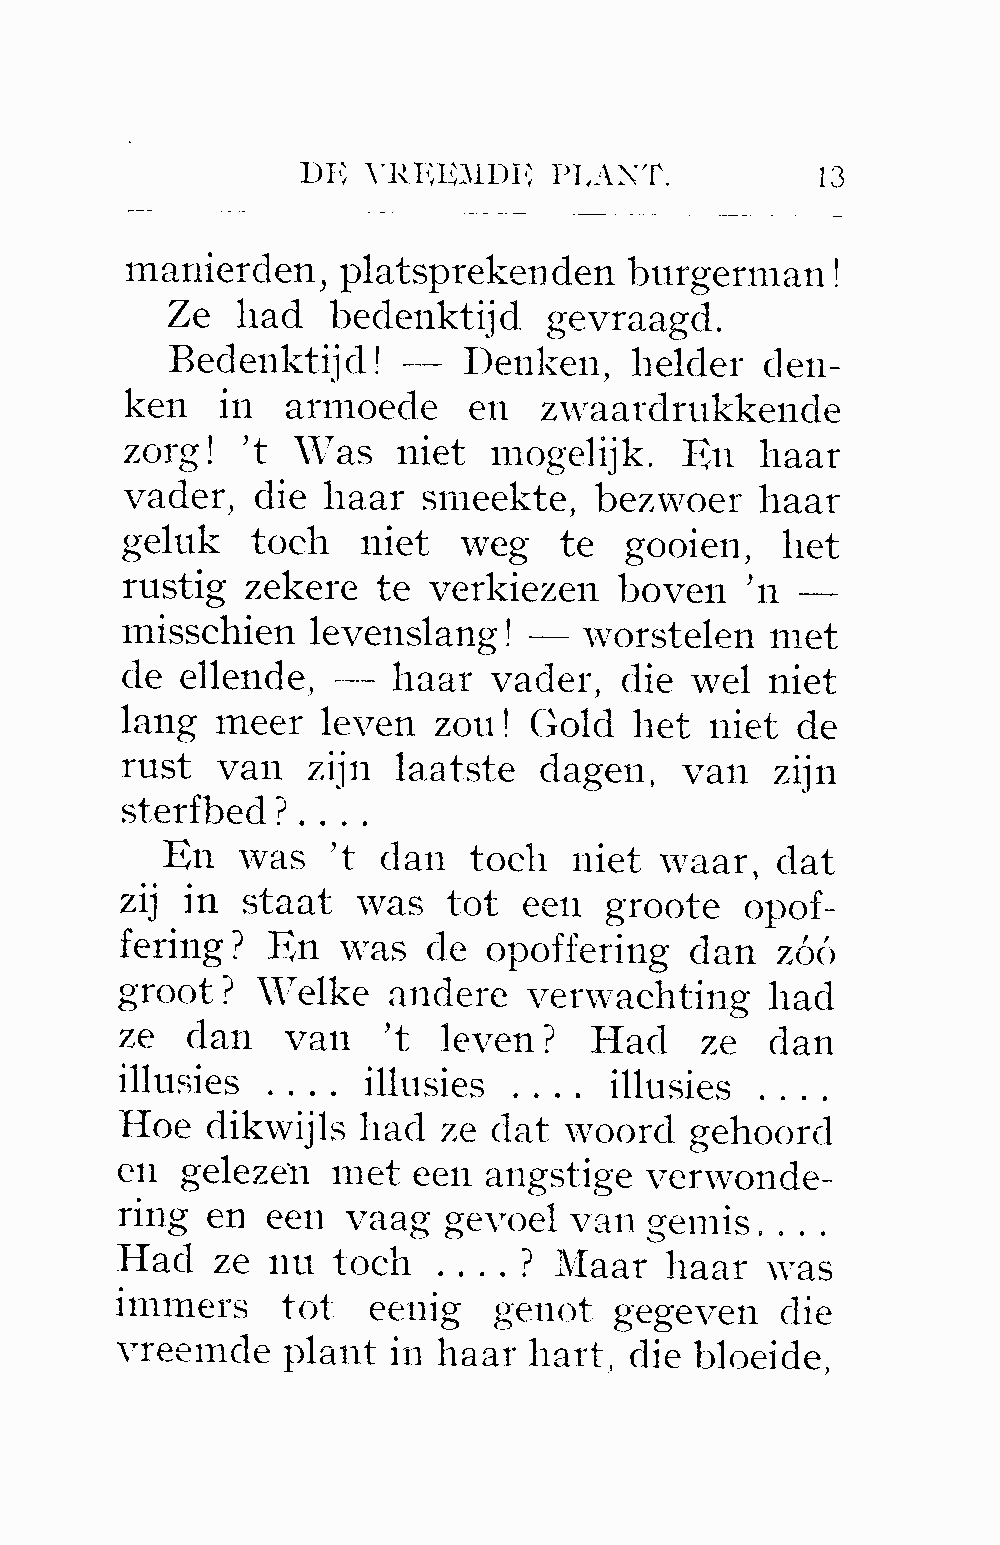 DE VREEMDE PLANT. 13
manierden, platsprekenden burgerman!
Ze had bedenktijd gevraagd.
Bedenktijd! — Denken, helder den-
ken in armoede en zwaardrukkende
zorg! 't Was niet mogelijk. En haar
vader, die haar smeekte, bezwoer haar
geluk toch niet weg te gooien, het
rustig zekere te verkiezen boven 'n —
misschien levenslang! — worstelen met
de ellende, — haar vader, die wel niet
lang meer leven zou! Gold het niet de
rust van zijn laatste dagen, van zijn
sterfbed?....
En was 't dan toch niet waar, dat
zij in staat was tot een groote opof-
fering? En was de opoffering dan zóó
groot? Welke andere verwachting had
ze dan van 't leven? Had ze dan
illusies .... illusies .... illusies ....
Hoe dikwijls had ze dat woord gehoord
en gelezen met een angstige verwonde-
ring en een vaag gevoel van gemis....
Had ze nu toch ....? Maar haar was
immers tot eenig genot gegeven die
vreemde plant in haar hart, die bloeide,